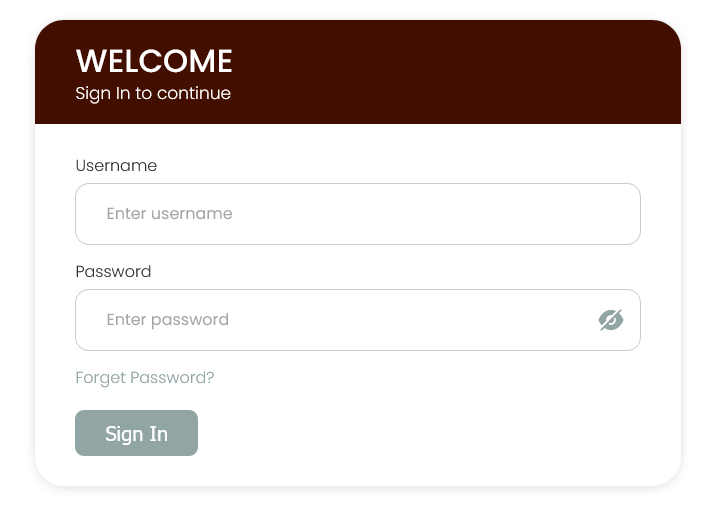 WELCOME
Sign In to continue
Username
Enter username
Password
Enter password
Forget Password?
Sign In